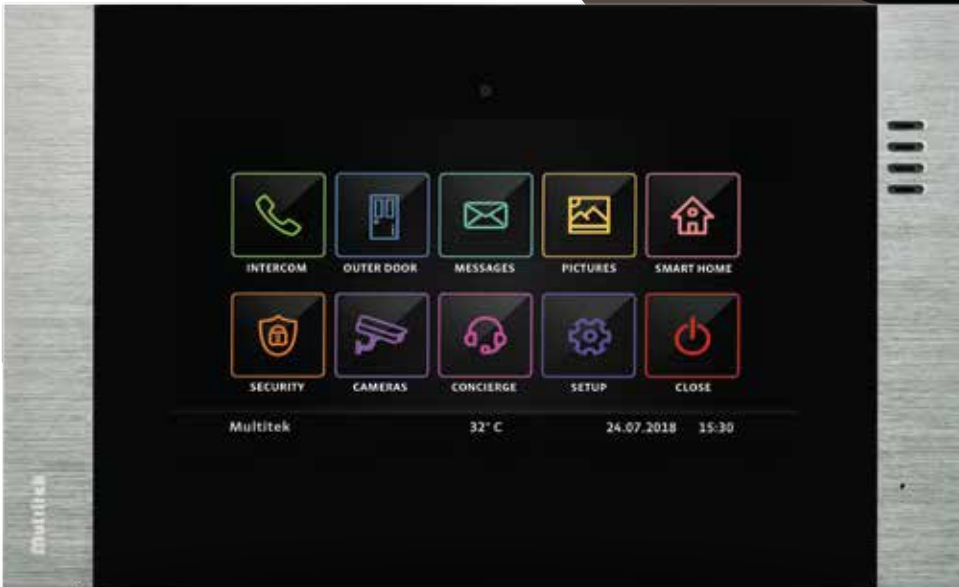 INTERCOM OUTER DOOR MESSAGES PICTURES SMART HOME
SECURITY CAMERAS CONCIERGE SETUP CLOSE
Multitek 32° C 24.07.2018 15:30
Multitek